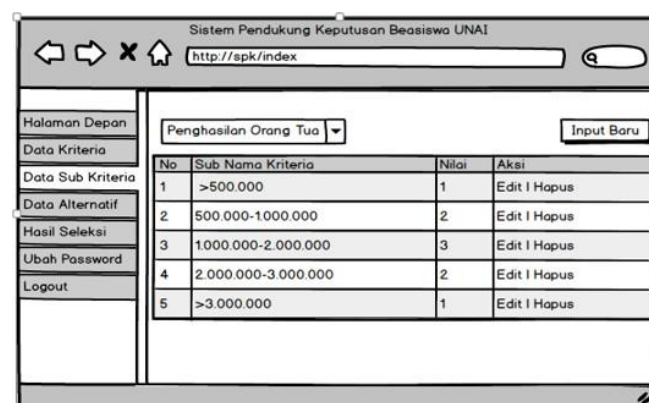 Sistem Pendukung Keputusan Beasiswa UNAI
http://spk/index
Halaman Depan
Data Kriteria
Data Sub Kriteria
Data Alternatif
Hasil Seleksi
Ubah Password
Logout
Penghasilan Orang Tua
Input Baru
No Sub Nama Kriteria Nilai Aksi
1 >500.000 1 Edit | Hapus
2 500.000-1.000.000 2 Edit | Hapus
3 1.000.000-2.000.000 3 Edit | Hapus
4 2.000.000-3.000.000 2 Edit | Hapus
5 >3.000.000 1 Edit | Hapus